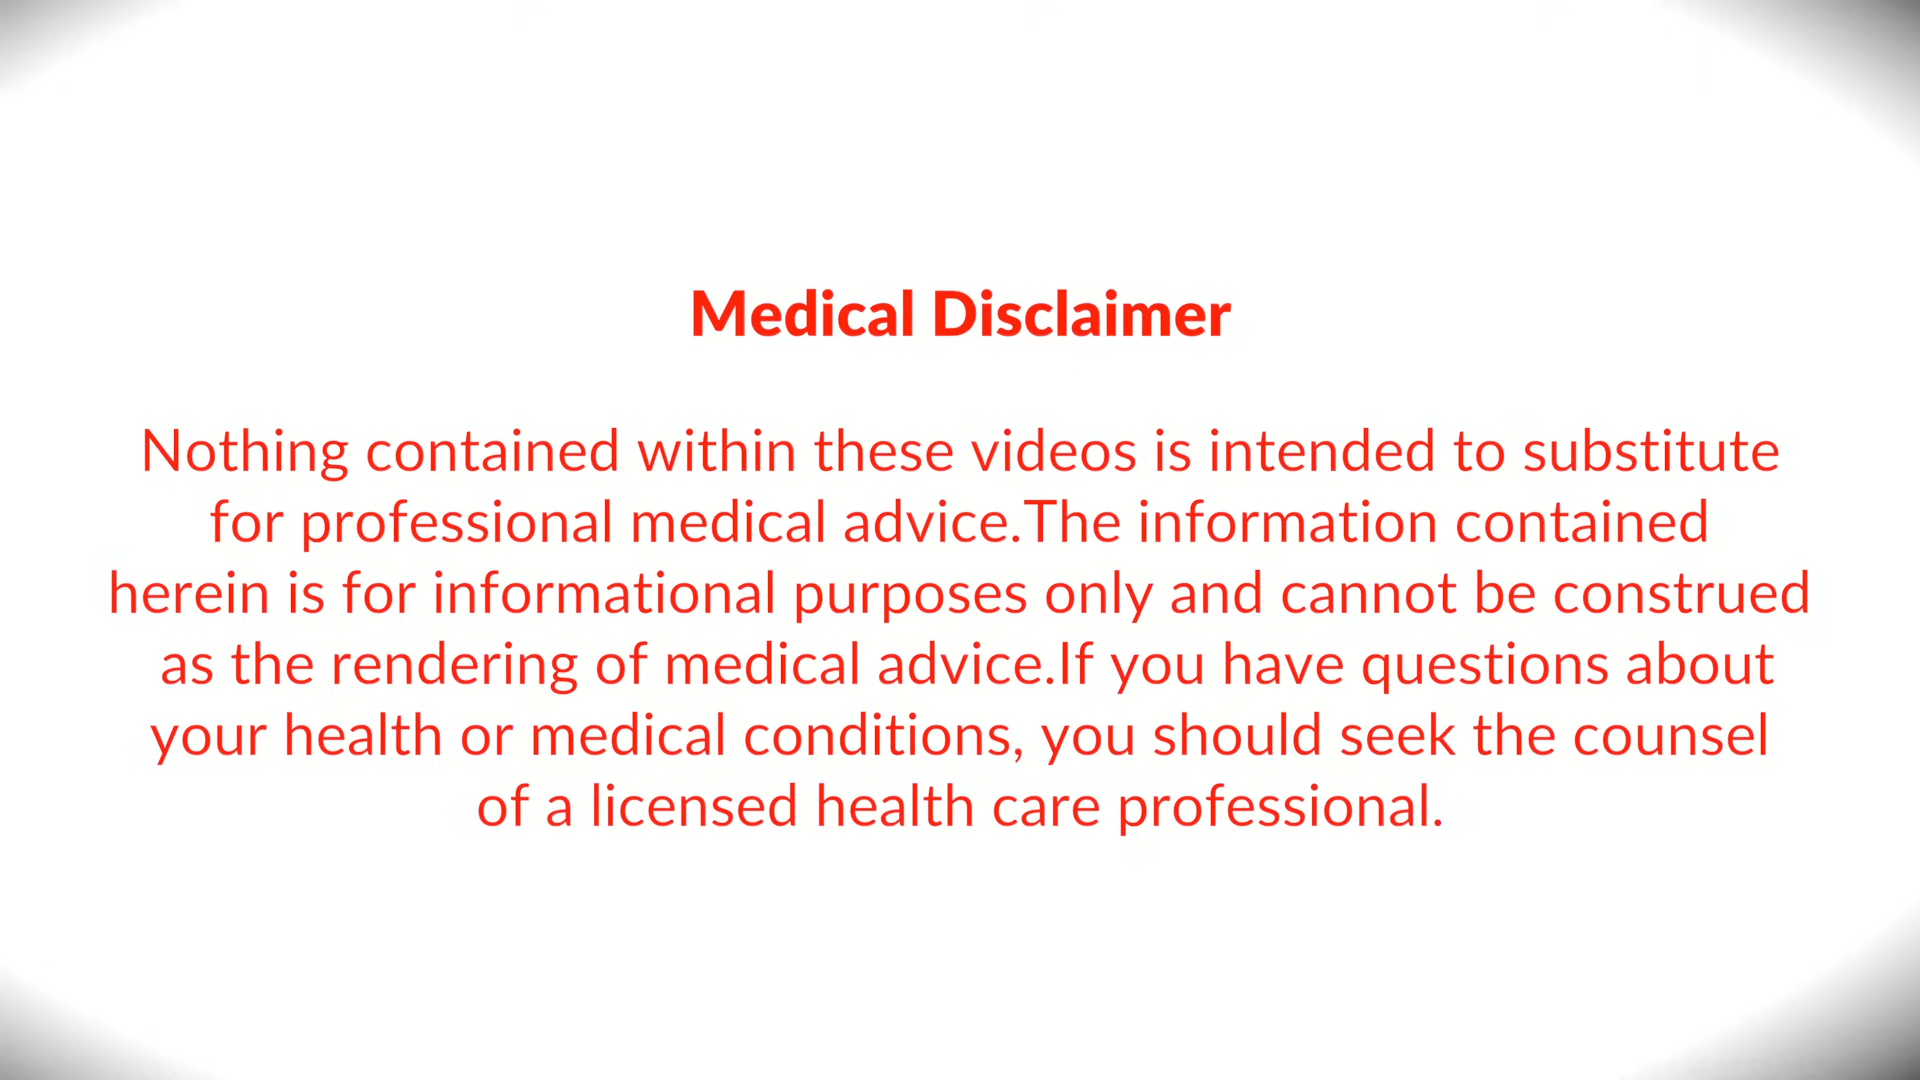 Medical Disclaimer
Nothing contained within these videos is intended to substitute
for professional medical advice.The information contained
herein is for informational purposes only and cannot be construed
as the rendering of medical advice.If you have questions about
your health or medical conditions, you should seek the counsel
of a licensed health care professional.